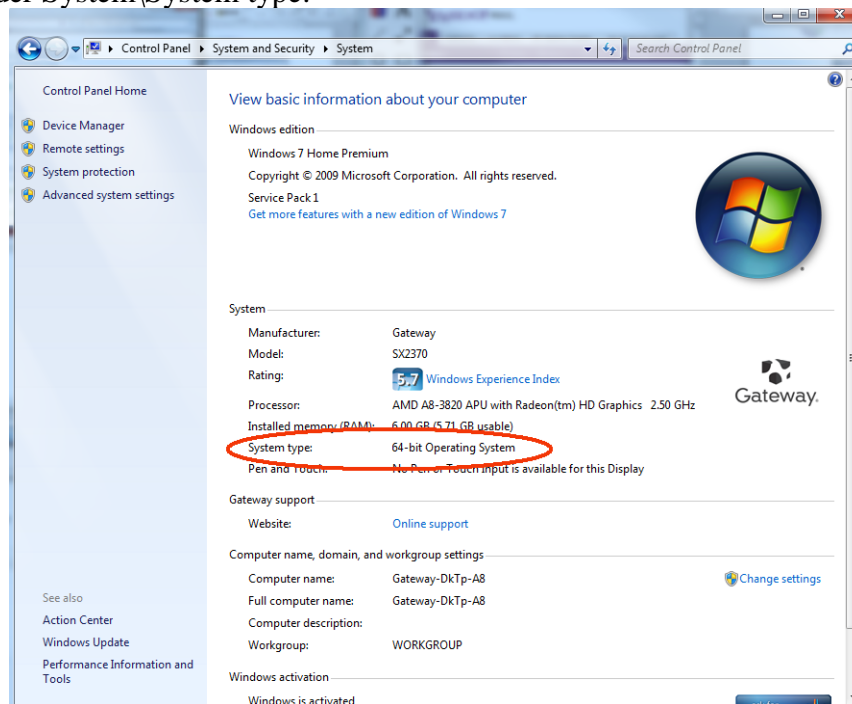 der System\System type.
Control Panel ▸ System and Security ▸ System
Search Control Panel
Control Panel Home
Device Manager
Remote settings
System protection
Advanced system settings
View basic information about your computer
Windows edition
Windows 7 Home Premium
Copyright © 2009 Microsoft Corporation. All rights reserved.
Service Pack 1
Get more features with a new edition of Windows 7
System
Manufacturer: Gateway
Model: SX2370
Rating: 5.7 Windows Experience Index
Processor: AMD A8-3820 APU with Radeon(tm) HD Graphics 2.50 GHz
Installed memory (RAM): 6.00 GB (5.71 GB usable)
System type: 64-bit Operating System
Pen and Touch: No Pen or Touch Input is available for this Display
Gateway.
Gateway support
Website: Online support
Computer name, domain, and workgroup settings
Computer name: Gateway-DkTp-A8
Change settings
Full computer name: Gateway-DkTp-A8
Computer description:
Workgroup: WORKGROUP
Windows activation
Windows is activated
See also
Action Center
Windows Update
Performance Information and
Tools